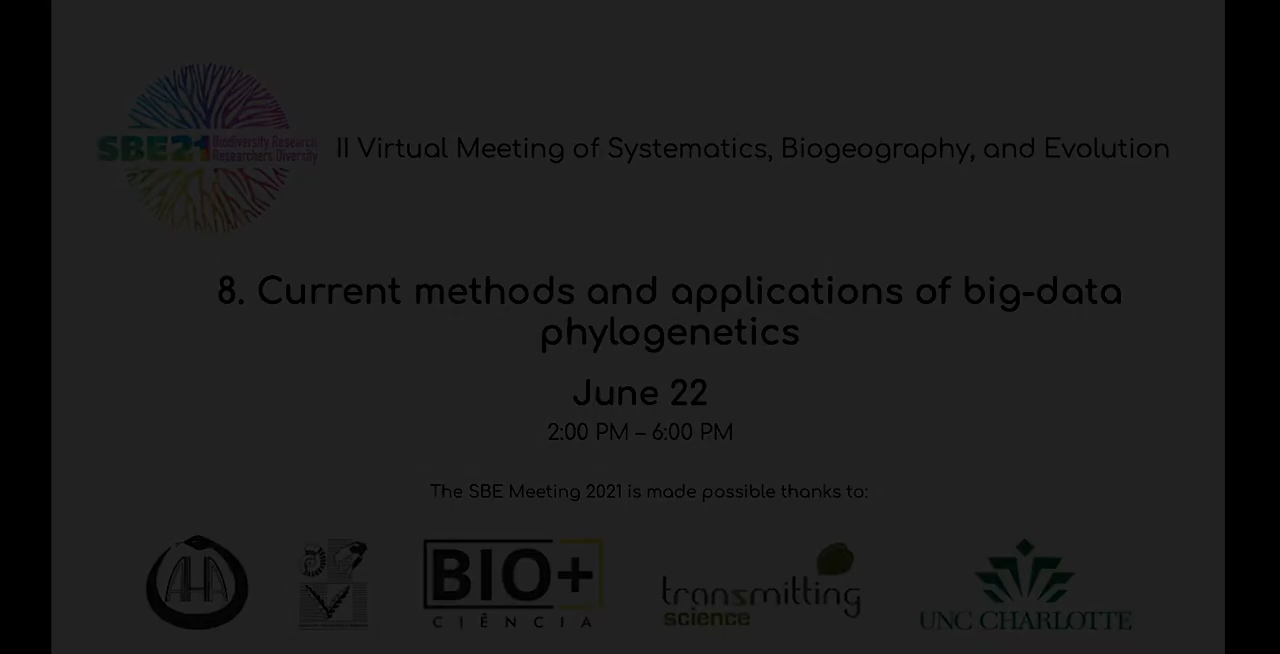 SBE21 Biodiversity Research
Researchers Diversity
II Virtual Meeting of Systematics, Biogeography, and Evolution
8. Current methods and applications of big-data
phylogenetics
June 22
2:00 PM – 6:00 PM
The SBE Meeting 2021 is made possible thanks to:
AHA
BIO+
CIÊNCIA
transmitting
science
UNC CHARLOTTE